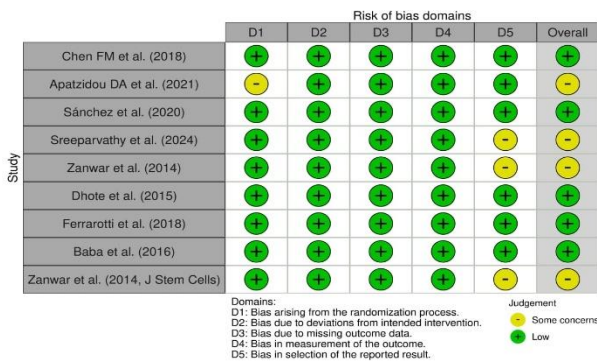 Risk of bias domains
D1 D2 D3 D4 D5 Overall
Study
Chen FM et al. (2018) + + + + + +
Apatzidou DA et al. (2021) - + + + + -
Sánchez et al. (2020) + + + + + +
Sreeparvathy et al. (2024) + + + + - -
Zanwar et al. (2014) + + + + - -
Dhote et al. (2015) + + + + + +
Ferrarotti et al. (2018) + + + + + +
Baba et al. (2016) + + + + + +
Zanwar et al. (2014, J Stem Cells) + + + + - -
Domains:
D1: Bias arising from the randomization process.
D2: Bias due to deviations from intended intervention.
D3: Bias due to missing outcome data.
D4: Bias in measurement of the outcome.
D5: Bias in selection of the reported result.
Judgement
- Some concerns
+ Low